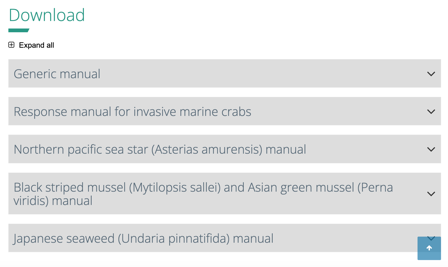 Download
Expand all
Generic manual
Response manual for invasive marine crabs
Northern pacific sea star (Asterias amurensis) manual
Black striped mussel (Mytilopsis sallei) and Asian green mussel (Perna
viridis) manual
Japanese seaweed (Undaria pinnatifida) manual